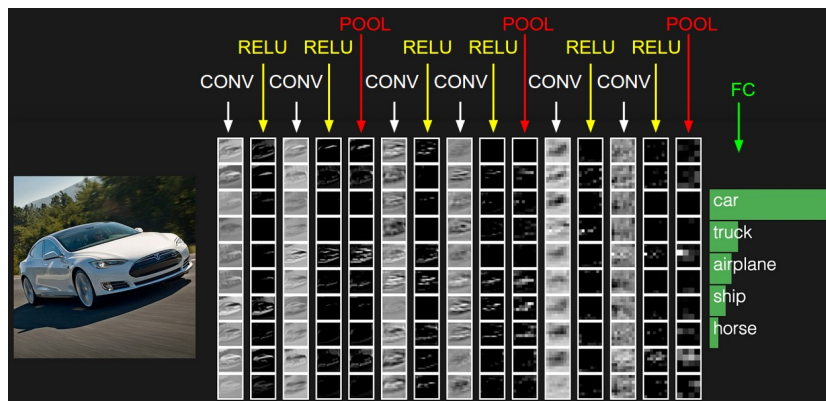 POOL POOL POOL
RELU RELU RELU RELU RELU RELU
CONV CONV CONV CONV CONV CONV
FC
car
truck
airplane
ship
horse